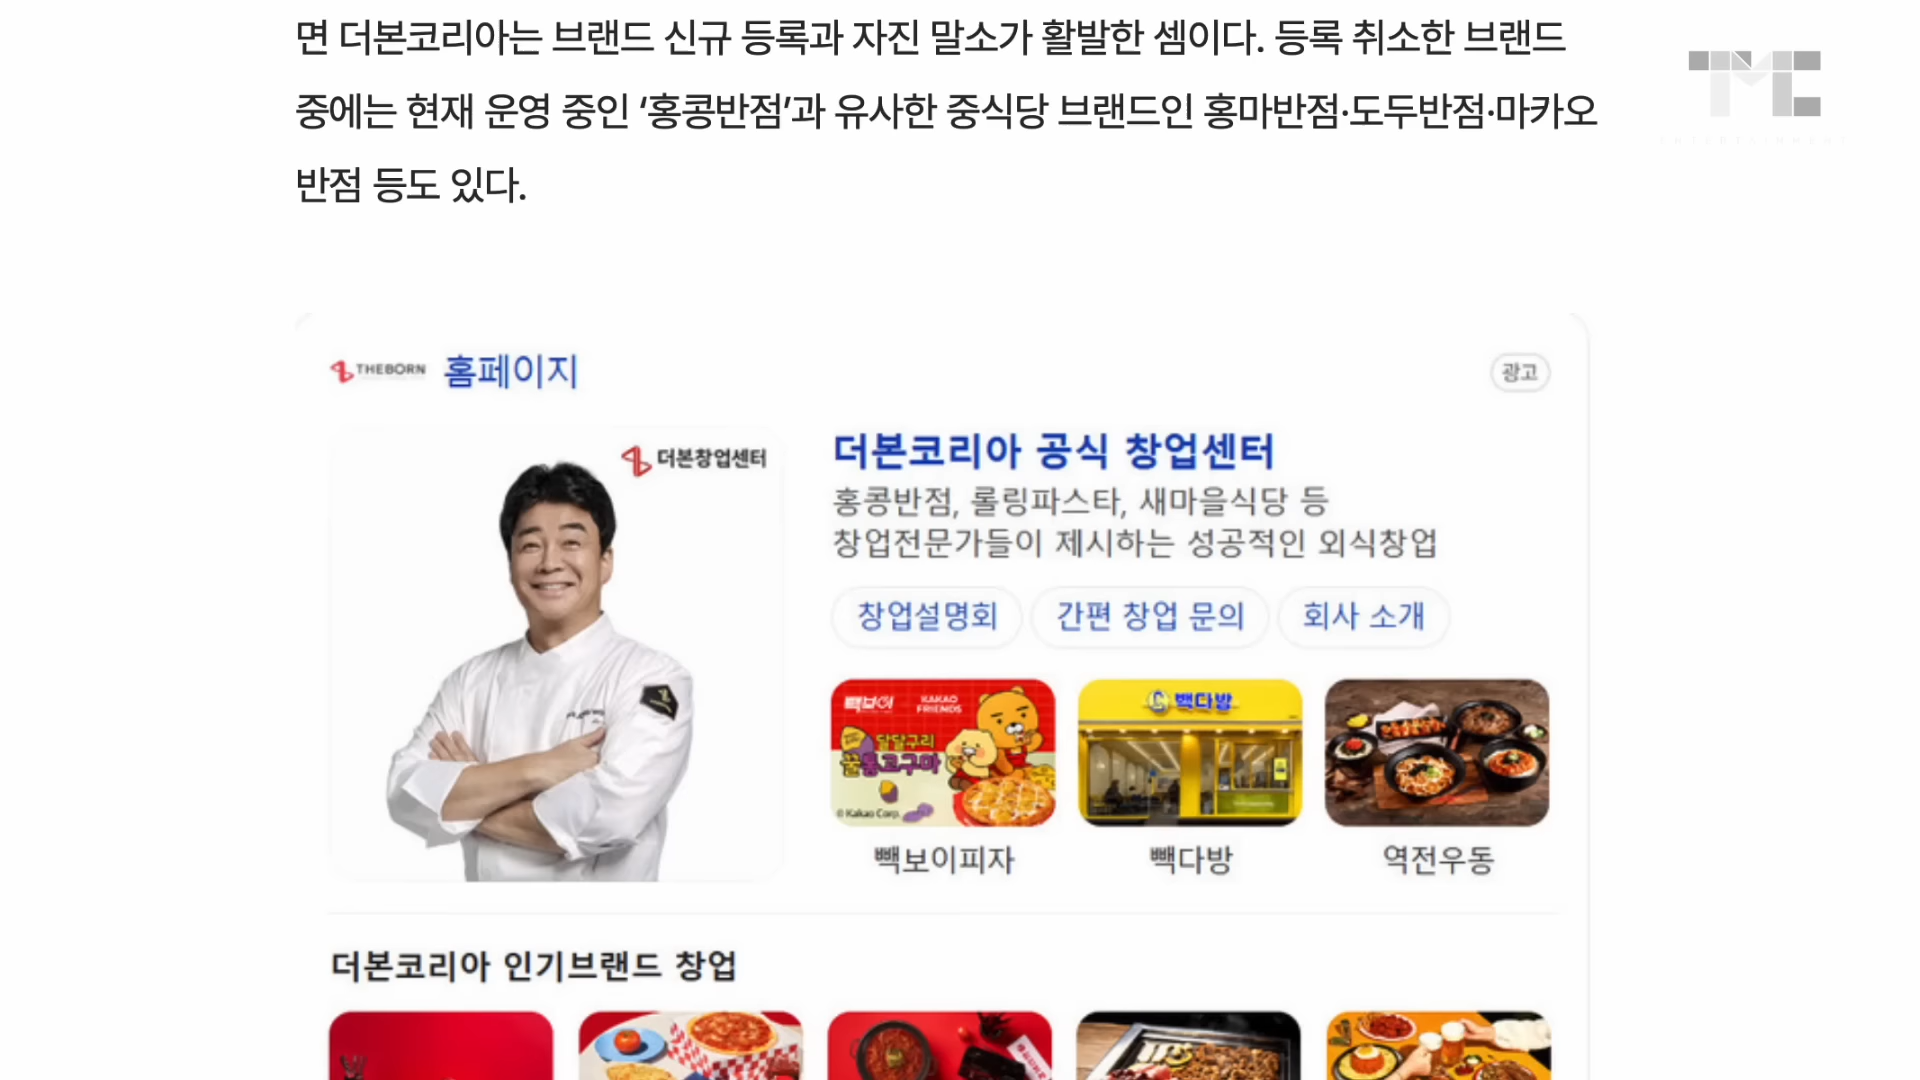 면 더본코리아는 브랜드 신규 등록과 자진 말소가 활발한 셈이다. 등록 취소한 브랜드
중에는 현재 운영 중인 ‘홍콩반점’과 유사한 중식당 브랜드인 홍마반점·도두반점·마카오
반점 등도 있다.
TMC
THEBORN 홈페이지
광고
더본창업센터
더본코리아 공식 창업센터
홍콩반점, 롤링파스타, 새마을식당 등
창업전문가들이 제시하는 성공적인 외식창업
창업설명회 간편 창업 문의 회사 소개
빽보이 KAKAO FRIENDS
달달구리
꿀통고구마
© Kakao Corp.
빽다방
빽보이피자 빽다방 역전우동
더본코리아 인기브랜드 창업